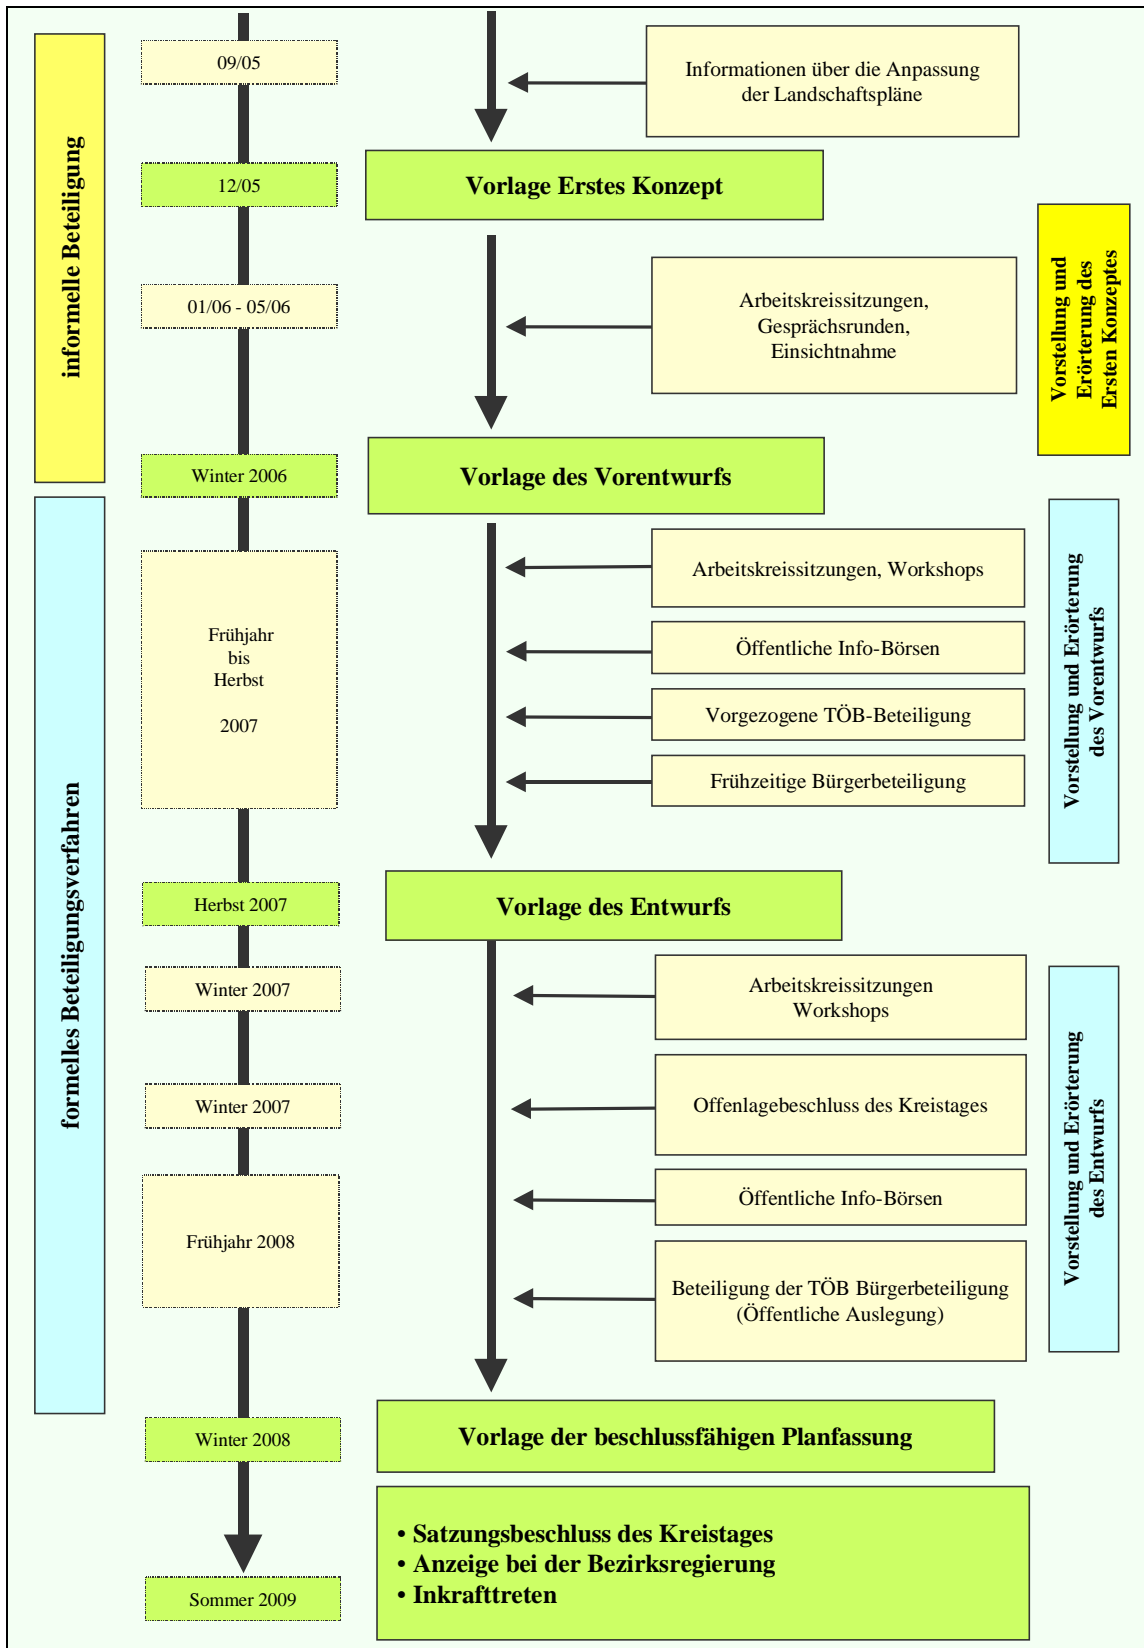 informelle Beteiligung
09/05
Informationen über die Anpassung
der Landschaftspläne
12/05
Vorlage Erstes Konzept
01/06 - 05/06
Arbeitskreissitzungen,
Gesprächsrunden,
Einsichtnahme
Vorstellung und
Erörterung des
Ersten Konzeptes
Winter 2006
Vorlage des Vorentwurfs
formelles Beteiligungsverfahren
Frühjahr
bis
Herbst
2007
Arbeitskreissitzungen, Workshops
Öffentliche Info-Börsen
Vorgezogene TÖB-Beteiligung
Frühzeitige Bürgerbeteiligung
Vorstellung und Erörterung
des Vorentwurfs
Herbst 2007
Vorlage des Entwurfs
Winter 2007
Arbeitskreissitzungen
Workshops
Winter 2007
Offenlagebeschluss des Kreistages
Frühjahr 2008
Öffentliche Info-Börsen
Beteiligung der TÖB Bürgerbeteiligung
(Öffentliche Auslegung)
Vorstellung und Erörterung
des Entwurfs
Winter 2008
Vorlage der beschlussfähigen Planfassung
• Satzungsbeschluss des Kreistages
• Anzeige bei der Bezirksregierung
• Inkrafttreten
Sommer 2009